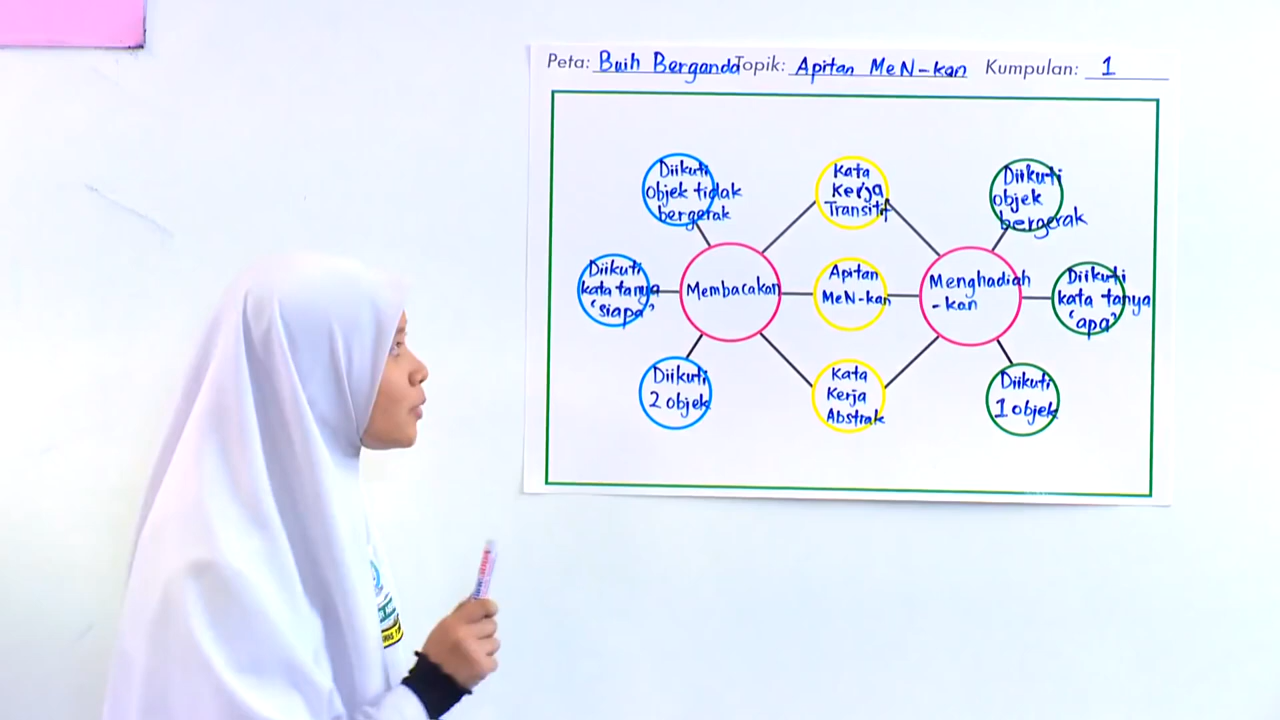 Peta: Buih Berganda Topik: Apitan MeN-kan Kumpulan: 1
Diikuti
objek tidak
bergerak
Kata
Kerja
Transitif
Diikuti
objek
bergerak
Diikuti
kata tanya
'siapa'
Membacakan
Apitan
MeN-kan
Menghadiah
-kan
Diikuti
kata tanya
'apa'
Diikuti
2 objek
Kata
Kerja
Abstrak
Diikuti
1 objek